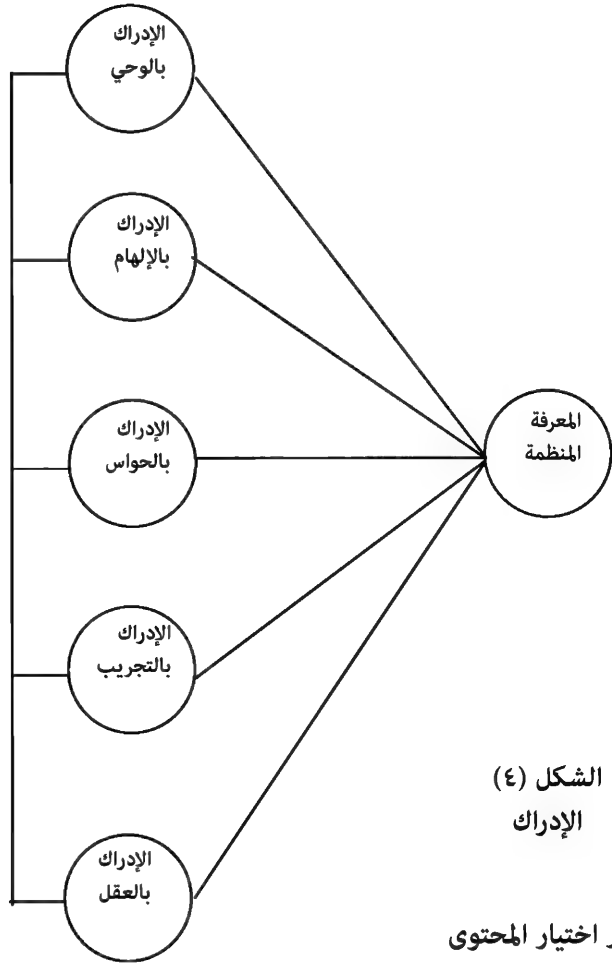 الإدراك
بالوحي
الإدراك
بالإلهام
المعرفة
المنظمة
الإدراك
بالحواس
الإدراك
بالتجريب
الشكل (٤)
الإدراك
الإدراك
بالعقل
اختيار المحتوى